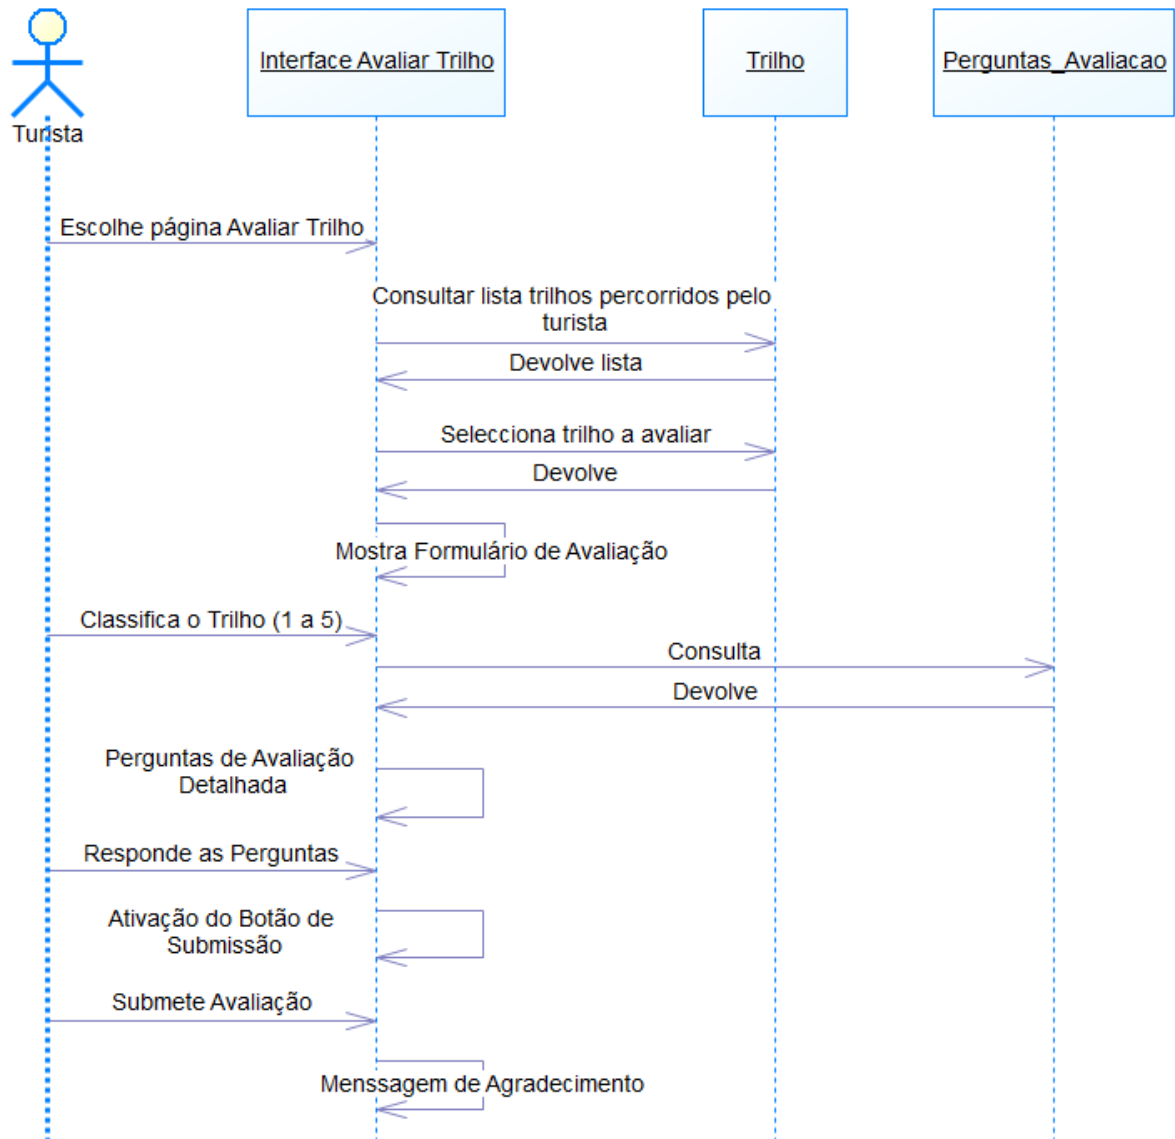 Interface Avaliar Trilho
Trilho
Perguntas_Avaliacao
Turista
Escolhe página Avaliar Trilho
Consultar lista trilhos percorridos pelo
turista
Devolve lista
Selecciona trilho a avaliar
Devolve
Mostra Formulário de Avaliação
Classifica o Trilho (1 a 5)
Consulta
Devolve
Perguntas de Avaliação
Detalhada
Responde as Perguntas
Ativação do Botão de
Submissão
Submete Avaliação
Menssagem de Agradecimento